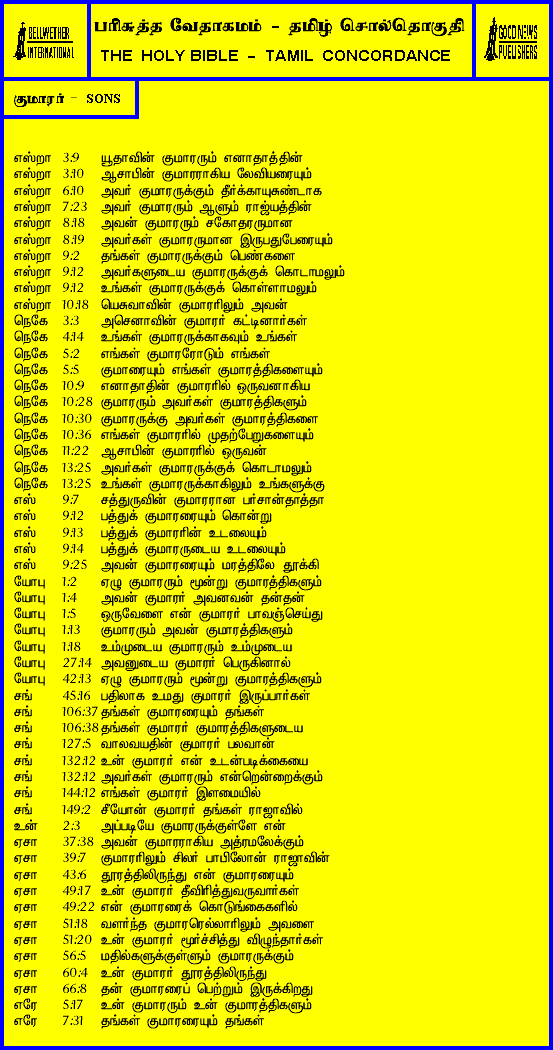 BELLWETHER
INTERNATIONAL
பரிசுத்த வேதாகமம் - தமிழ் சொல்தொகுதி
THE HOLY BIBLE - TAMIL CONCORDANCE
GOOD NEWS
PUBLISHERS
குமாரர் - SONS
எஸ்றா 3:9 யூதாவின் குமாரரும் எனாதாத்தின்
எஸ்றா 3:10 ஆசாபின் குமாரராகிய லேவியரையும்
எஸ்றா 6:10 அவர் குமாரருக்கும் தீர்க்காயுசுண்டாக
எஸ்றா 7:23 அவர் குமாரரும் ஆளும் ராஜ்யத்தின்
எஸ்றா 8:18 அவன் குமாரரும் சகோதரருமான
எஸ்றா 8:19 அவர்கள் குமாரருமான இருபதுபேரையும்
எஸ்றா 9:2 தங்கள் குமாரருக்கும் பெண்களை
எஸ்றா 9:12 அவர்களுடைய குமாரருக்குக் கொடாமலும்
எஸ்றா 9:12 உங்கள் குமாரருக்குக் கொள்ளாமலும்
எஸ்றா 10:18 யெசுவாவின் குமாரரிலும் அவன்
நெகே 3:3 அசெனாவின் குமாரர் கட்டினார்கள்
நெகே 4:14 உங்கள் குமாரருக்காகவும் உங்கள்
நெகே 5:2 எங்கள் குமாரரோடும் எங்கள்
நெகே 5:5 குமாரையும் எங்கள் குமாரத்திகளையும்
நெகே 10:9 எனாதாதின் குமாரரில் ஒருவனாகிய
நெகே 10:28 குமாரரும் அவர்கள் குமாரத்திகளும்
நெகே 10:30 குமாரருக்கு அவர்கள் குமாரத்திகளை
நெகே 10:36 எங்கள் குமாரரில் முதற்பேறுகளையும்
நெகே 11:22 ஆசாபின் குமாரரில் ஒருவன்
நெகே 13:25 அவர்கள் குமாரருக்குக் கொடாமலும்
நெகே 13:25 உங்கள் குமாரருக்காகிலும் உங்களுக்கு
எஸ் 9:7 சத்துருவின் குமாரரான பர்சான்தாத்தா
எஸ் 9:12 பத்துக் குமாரரையும் கொன்று
எஸ் 9:13 பத்துக் குமாரரின் உடலையும்
எஸ் 9:14 பத்துக் குமாரருடைய உடலையும்
எஸ் 9:25 அவன் குமாரரையும் மரத்திலே தூக்கி
யோபு 1:2 ஏழு குமாரரும் மூன்று குமாரத்திகளும்
யோபு 1:4 அவன் குமாரர் அவனவன் தன்தன்
யோபு 1:5 ஒருவேளை என் குமாரர் பாவஞ்செய்து
யோபு 1:13 குமாரரும் அவன் குமாரத்திகளும்
யோபு 1:18 உம்முடைய குமாரரும் உம்முடைய
யோபு 27:14 அவனுடைய குமாரர் பெருகினால்
யோபு 42:13 ஏழு குமாரரும் மூன்று குமாரத்திகளும்
சங் 45:16 பதிலாக உமது குமாரர் இருப்பார்கள்
சங் 106:37 தங்கள் குமாரரையும் தங்கள்
சங் 106:38 தங்கள் குமாரர் குமாரத்திகளுடைய
சங் 127:5 வாலவயதின் குமாரர் பலவான்
சங் 132:12 உன் குமாரர் என் உடன்படிக்கையை
சங் 132:12 அவர்கள் குமாரரும் என்றென்றைக்கும்
சங் 144:12 எங்கள் குமாரர் இளமையில்
சங் 149:2 சீயோன் குமாரர் தங்கள் ராஜாவில்
உன் 2:3 அப்படியே குமாரருக்குள்ளே என்
ஏசா 37:38 அவன் குமாரராகிய அத்ரமலேக்கும்
ஏசா 39:7 குமாரரிலும் சிலர் பாபிலோன் ராஜாவின்
ஏசா 43:6 தூரத்திலிருந்து என் குமாரரையும்
ஏசா 49:17 உன் குமாரர் தீவிரித்துவருவார்கள்
ஏசா 49:22 என் குமாரரைக் கொடுங்கைகளில்
ஏசா 51:18 வளர்ந்த குமாரரெல்லாரிலும் அவளை
ஏசா 51:20 உன் குமாரர் மூர்ச்சித்து விழுந்தார்கள்
ஏசா 56:5 மதில்களுக்குள்ளும் குமாரருக்கும்
ஏசா 60:4 உன் குமாரர் தூரத்திலிருந்து
ஏசா 66:8 தன் குமாரரைப் பெற்றும் இருக்கிறது
எரே 5:17 உன் குமாரரும் உன் குமாரத்திகளும்
எரே 7:31 தங்கள் குமாரரையும் தங்கள்